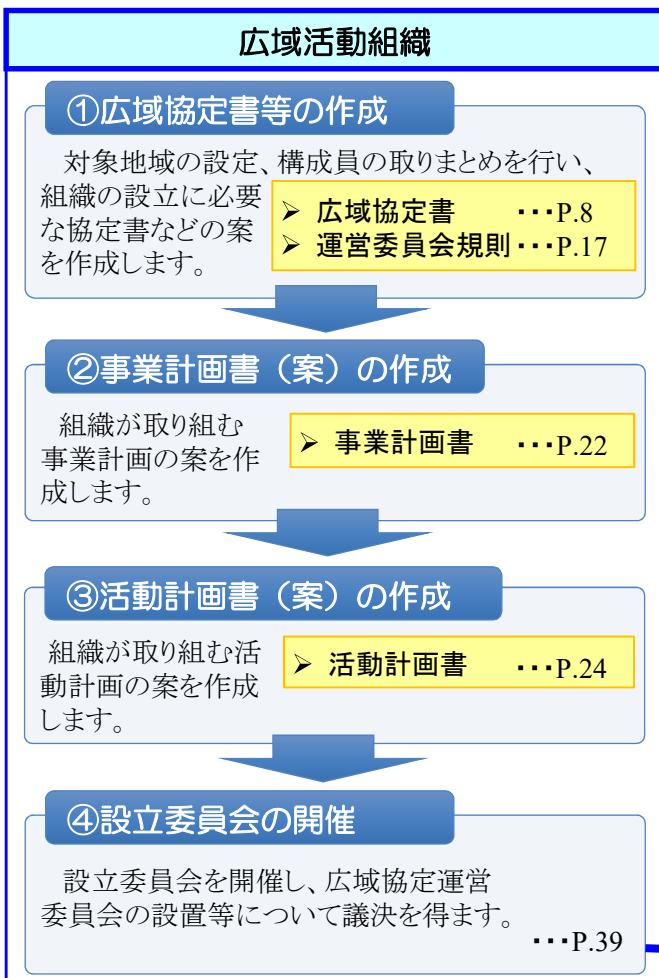 広域活動組織
①広域協定書等の作成
対象地域の設定、構成員の取りまとめを行い、
組織の設立に必要
な協定書などの案
を作成します。
➢ 広域協定書 ・・・P.8
➢ 運営委員会規則・・・P.17
②事業計画書（案）の作成
組織が取り組む
事業計画の案を作
成します。
➢ 事業計画書 ・・・P.22
③活動計画書（案）の作成
組織が取り組む活
動計画の案を作成
します。
➢ 活動計画書 ・・・P.24
④設立委員会の開催
設立委員会を開催し、広域協定運営
委員会の設置等について議決を得ます。
・・・P.39